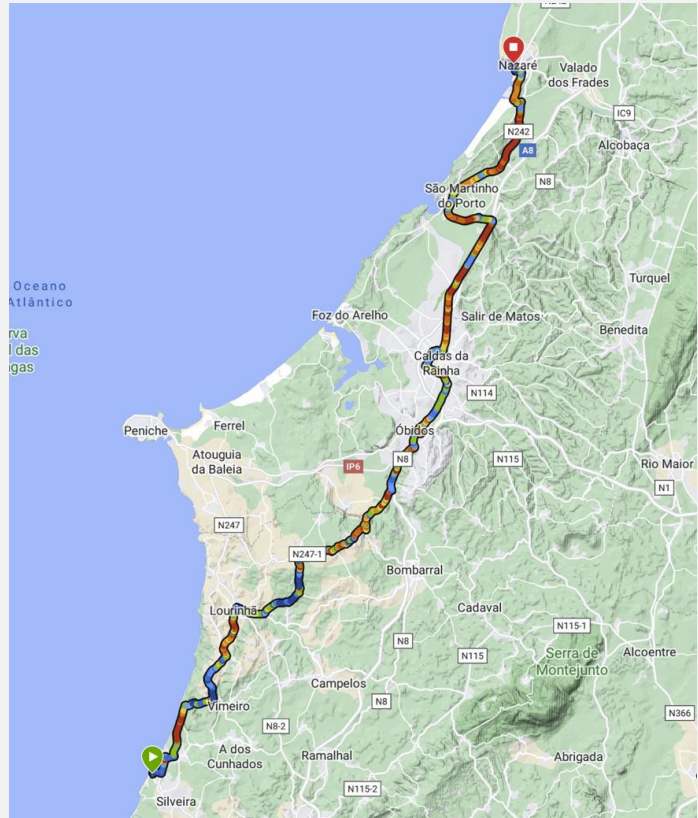 Nazaré
Valado
dos Frades
IC9
N242
A8
Alcobaça
N8
São Martinho
do Porto
Oceano
Atlântico
Turquel
Foz do Arelho
Salir de Matos
Benedita
rva
l das
gas
Caldas da
Rainha
N114
Peniche
Ferrel
Óbidos
Atouguia
da Baleia
N8
IP6
N115
Rio Maior
N1
N247
N247-1
Bombarral
Lourinhã
Cadaval
N115-1
N8
N115
Serra de
Montejunto
Alcoentre
Campelos
N8
Vimeiro
N366
N8-2
A dos
Cunhados
Ramalhal
Abrigada
N115-2
Silveira